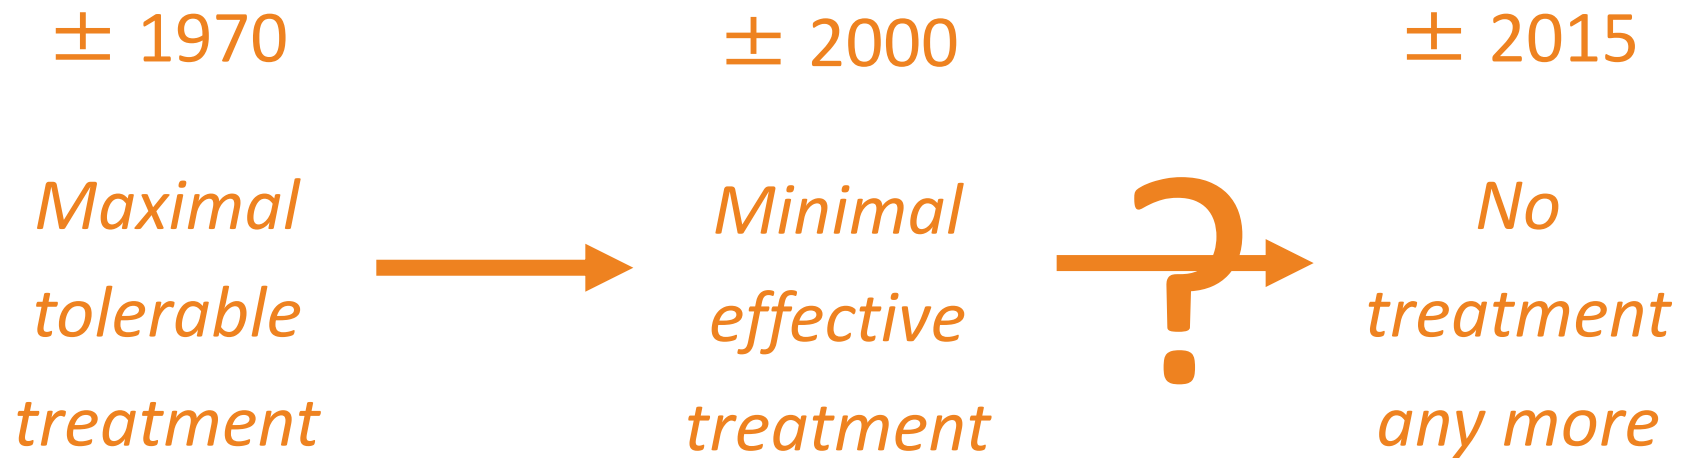 ± 1970
± 2000
± 2015
Maximal
tolerable
treatment
Minimal
effective
treatment
?
No
treatment
any more